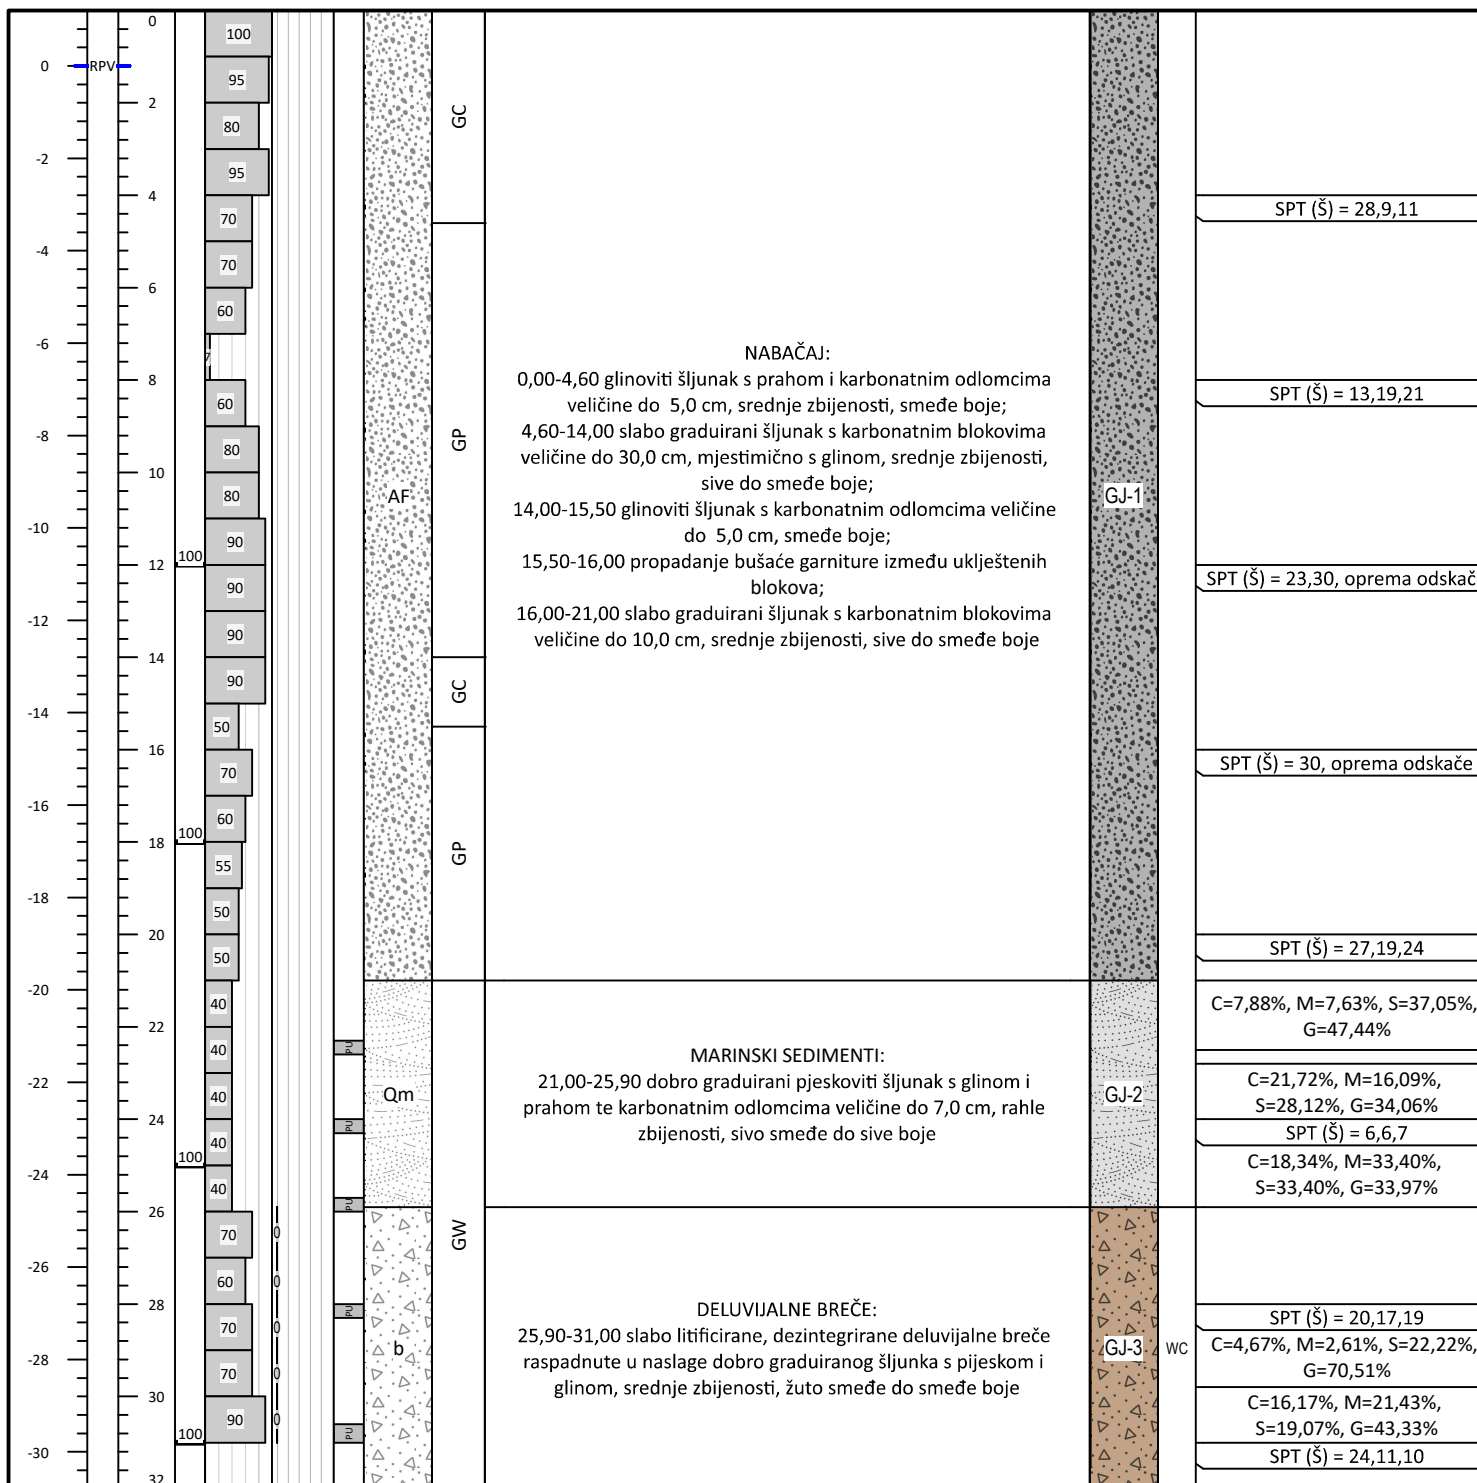 0
100
0
RPV
95
2
80
-2
95
4
70
-4
70
6
60
-6
7
8
60
-8
80
10
80
-10
90
100
12
90
-12
90
14
90
-14
50
16
70
-16
60
100
18
55
-18
50
20
50
-20
40
22
40
-22
40
24
40
100
-24
40
26
70
-26
60
28
70
-28
70
30
90
100
-30
32
0
0
0
0
0
PU
PU
PU
PU
PU
AF
Qm
b
GC
GP
GC
GP
GW
NABAČAJ:
0,00-4,60 glinoviti šljunak s prahom i karbonatnim odlomcima
veličine do 5,0 cm, srednje zbijenosti, smeđe boje;
4,60-14,00 slabo graduirani šljunak s karbonatnim blokovima
veličine do 30,0 cm, mjestimično s glinom, srednje zbijenosti,
sive do smeđe boje;
14,00-15,50 glinoviti šljunak s karbonatnim odlomcima veličine
do 5,0 cm, smeđe boje;
15,50-16,00 propadanje bušaće garniture između uklještenih
blokova;
16,00-21,00 slabo graduirani šljunak s karbonatnim blokovima
veličine do 10,0 cm, srednje zbijenosti, sive do smeđe boje
MARINSKI SEDIMENTI:
21,00-25,90 dobro graduirani pjeskoviti šljunak s glinom i
prahom te karbonatnim odlomcima veličine do 7,0 cm, rahle
zbijenosti, sivo smeđe do sive boje
DELUVIJALNE BREČE:
25,90-31,00 slabo litificirane, dezintegrirane deluvijalne breče
raspadnute u naslage dobro graduiranog šljunka s pijeskom i
glinom, srednje zbijenosti, žuto smeđe do smeđe boje
GJ-1
GJ-2
GJ-3
WC
SPT (Š) = 28,9,11
SPT (Š) = 13,19,21
SPT (Š) = 23,30, oprema odskač
SPT (Š) = 30, oprema odskače
SPT (Š) = 27,19,24
C=7,88%, M=7,63%, S=37,05%,
G=47,44%
C=21,72%, M=16,09%,
S=28,12%, G=34,06%
SPT (Š) = 6,6,7
C=18,34%, M=33,40%,
S=33,40%, G=33,97%
SPT (Š) = 20,17,19
C=4,67%, M=2,61%, S=22,22%,
G=70,51%
C=16,17%, M=21,43%,
S=19,07%, G=43,33%
SPT (Š) = 24,11,10